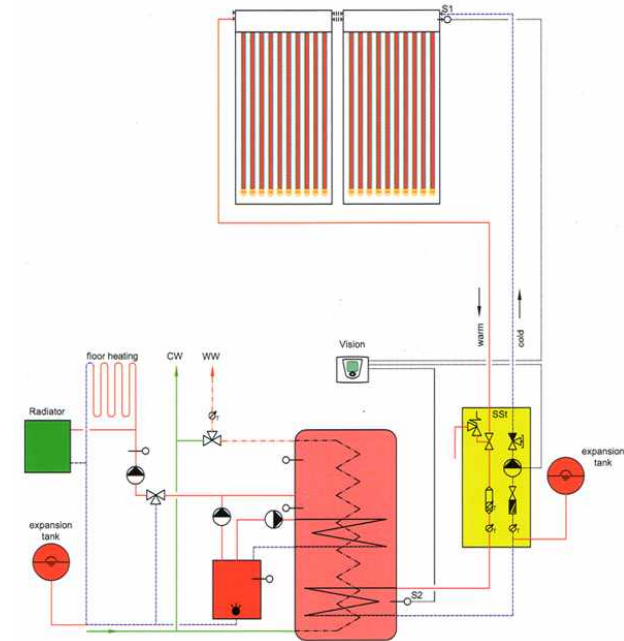 S1
warm
cold
floor heating
CW
WW
Vision
Radiator
SSt
expansion
tank
T
T
T
expansion
tank
S2